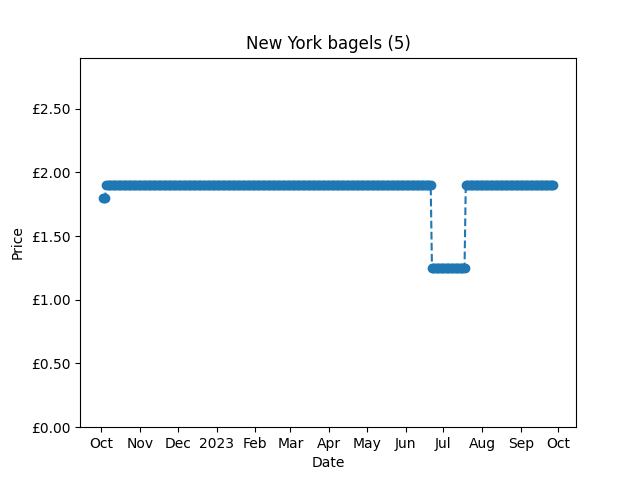 New York bagels (5)
£2.50
£2.00
£1.50
£1.00
£0.50
£0.00
Price
Oct Nov Dec 2023 Feb Mar Apr May Jun Jul Aug Sep Oct
Date